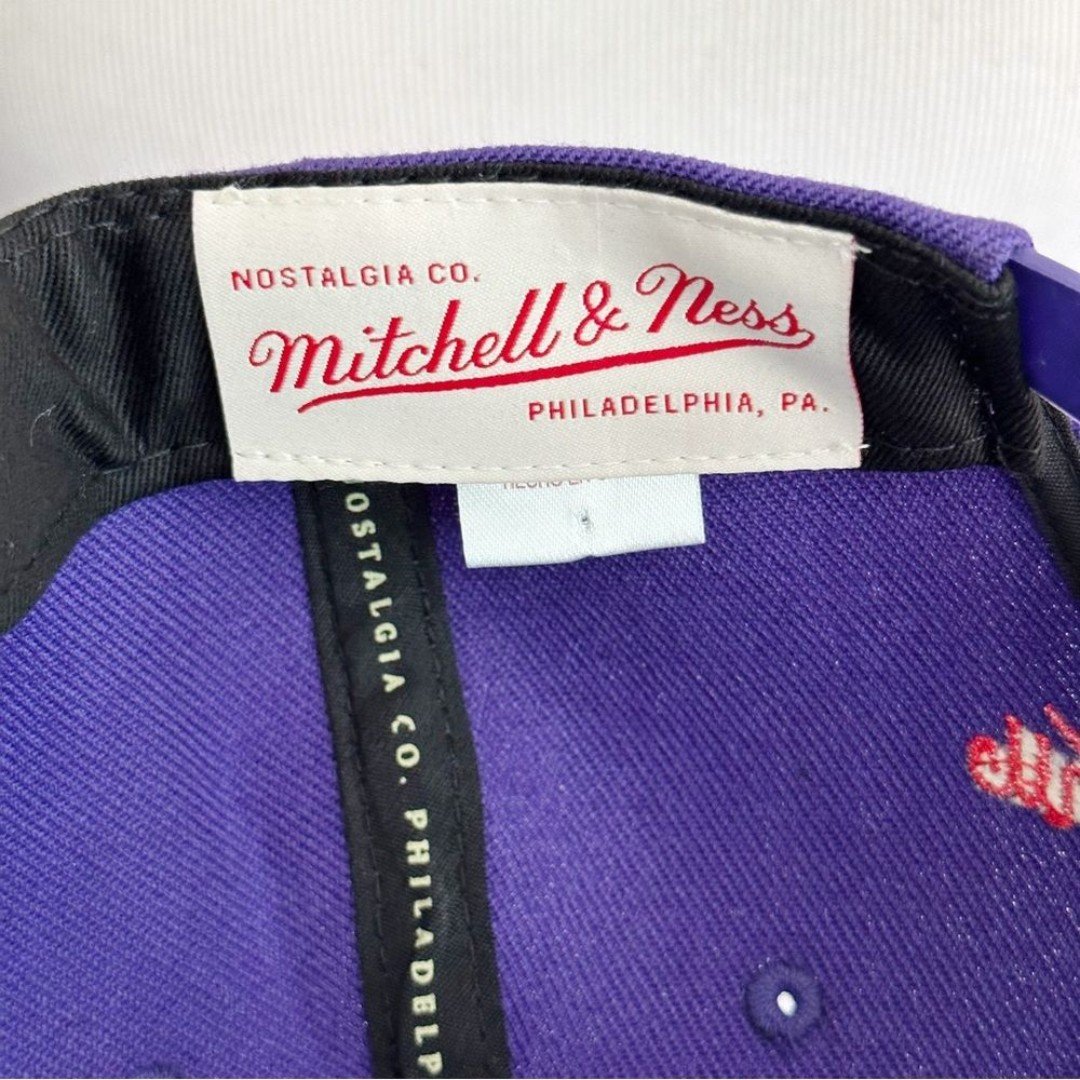 NOSTALGIA CO.
Mitchell & Ness
PHILADELPHIA, PA.
NOSTALGIA CO. PHILADELP